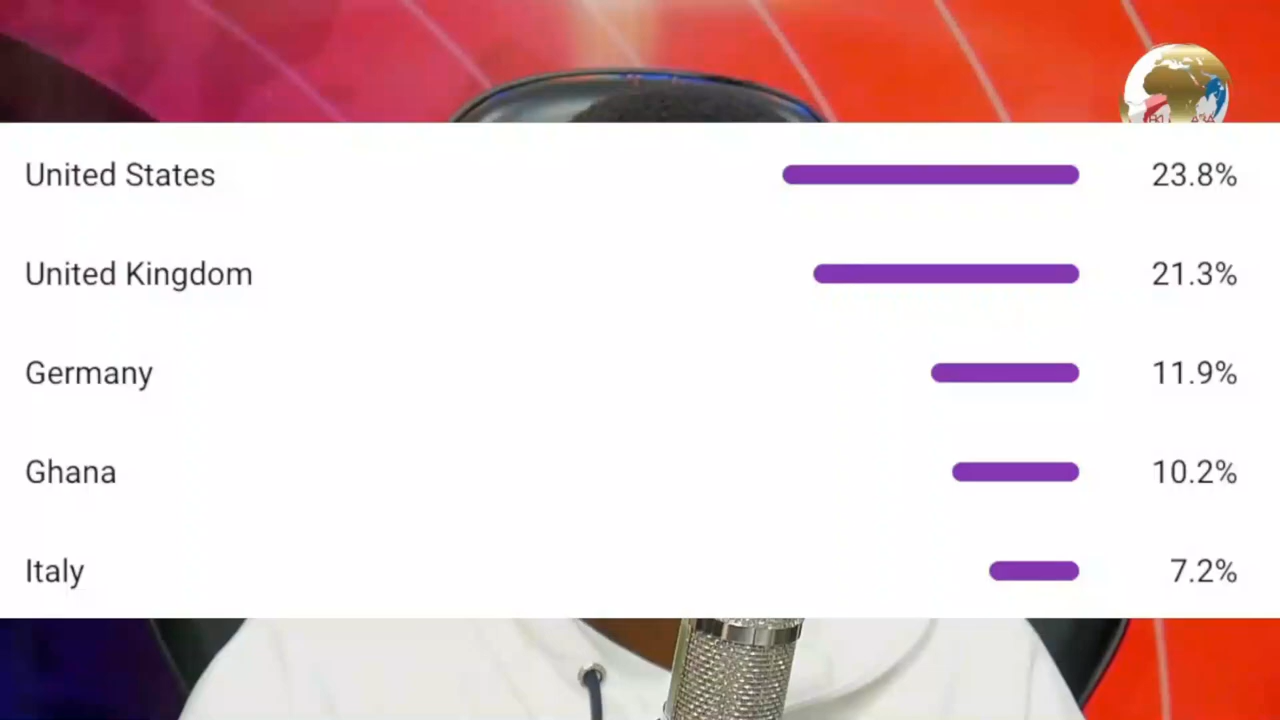 United States 23.8%
United Kingdom 21.3%
Germany 11.9%
Ghana 10.2%
Italy 7.2%